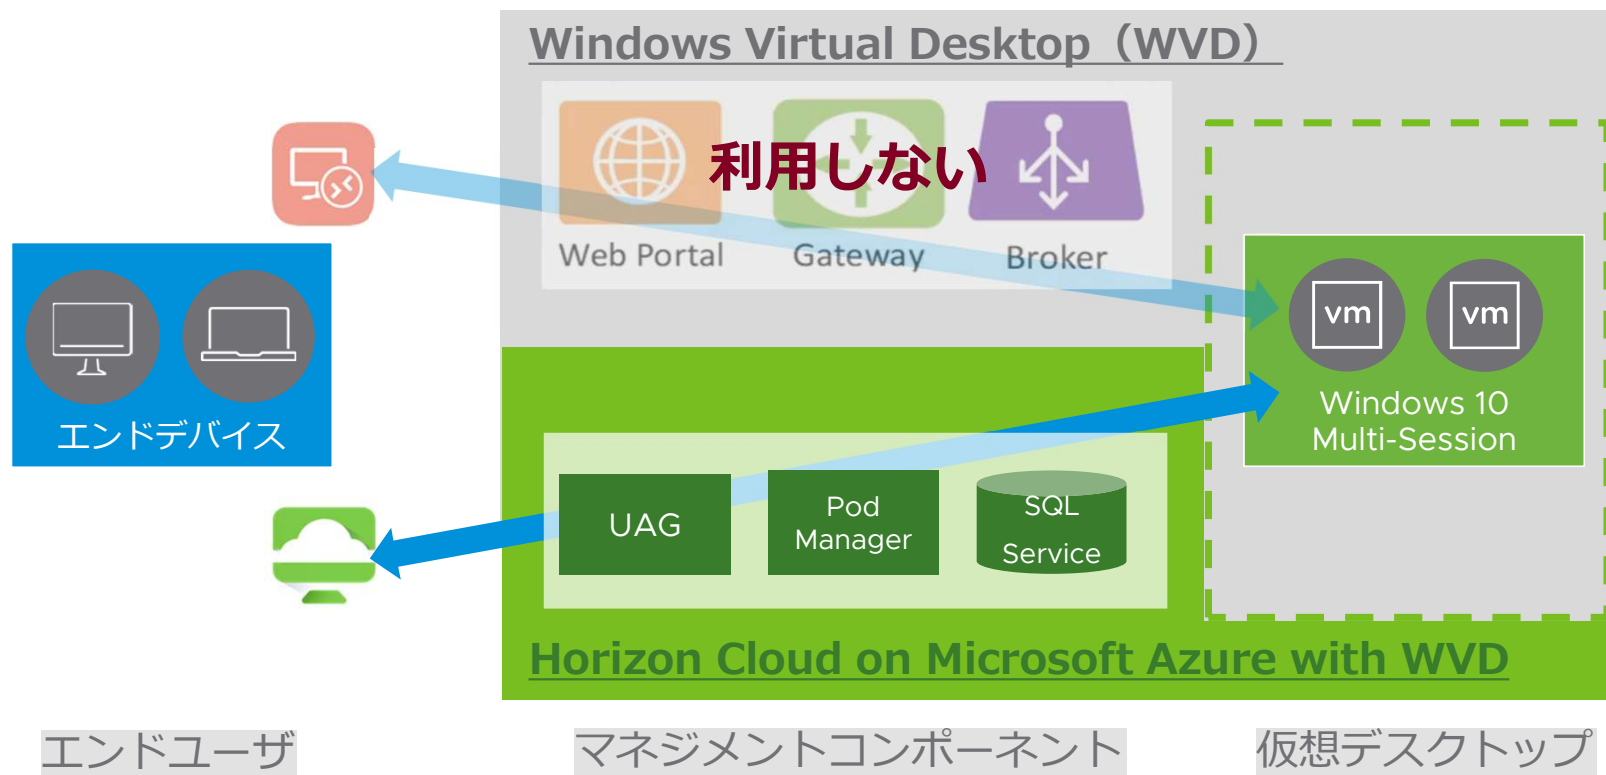 Windows Virtual Desktop（WVD）
利用しない
Web Portal
Gateway
Broker
エンドデバイス
vm
vm
Windows 10
Multi-Session
UAG
Pod
Manager
SQL
Service
Horizon Cloud on Microsoft Azure with WVD
エンドユーザ
マネジメントコンポーネント
仮想デスクトップ